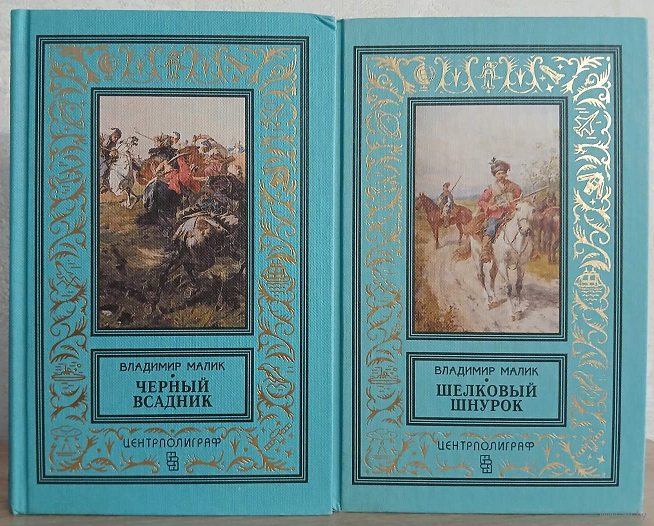 ВЛАДИМИР МАЛИК
ЧЕРНЫЙ
ВСАДНИК
ЦЕНТРПОЛИГРАФ
ВЛАДИМИР МАЛИК
ШЕЛКОВЫЙ
ШНУРОК
ЦЕНТРПОЛИГРАФ